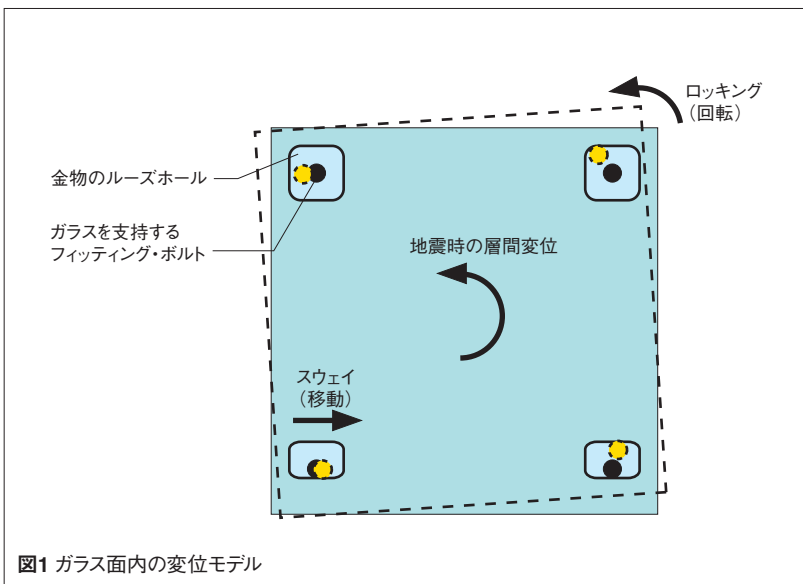 ロッキング
（回転）
金物のルーズホール
ガラスを支持する
フィッティング・ボルト
地震時の層間変位
スウェイ
（移動）
図1 ガラス面内の変位モデル